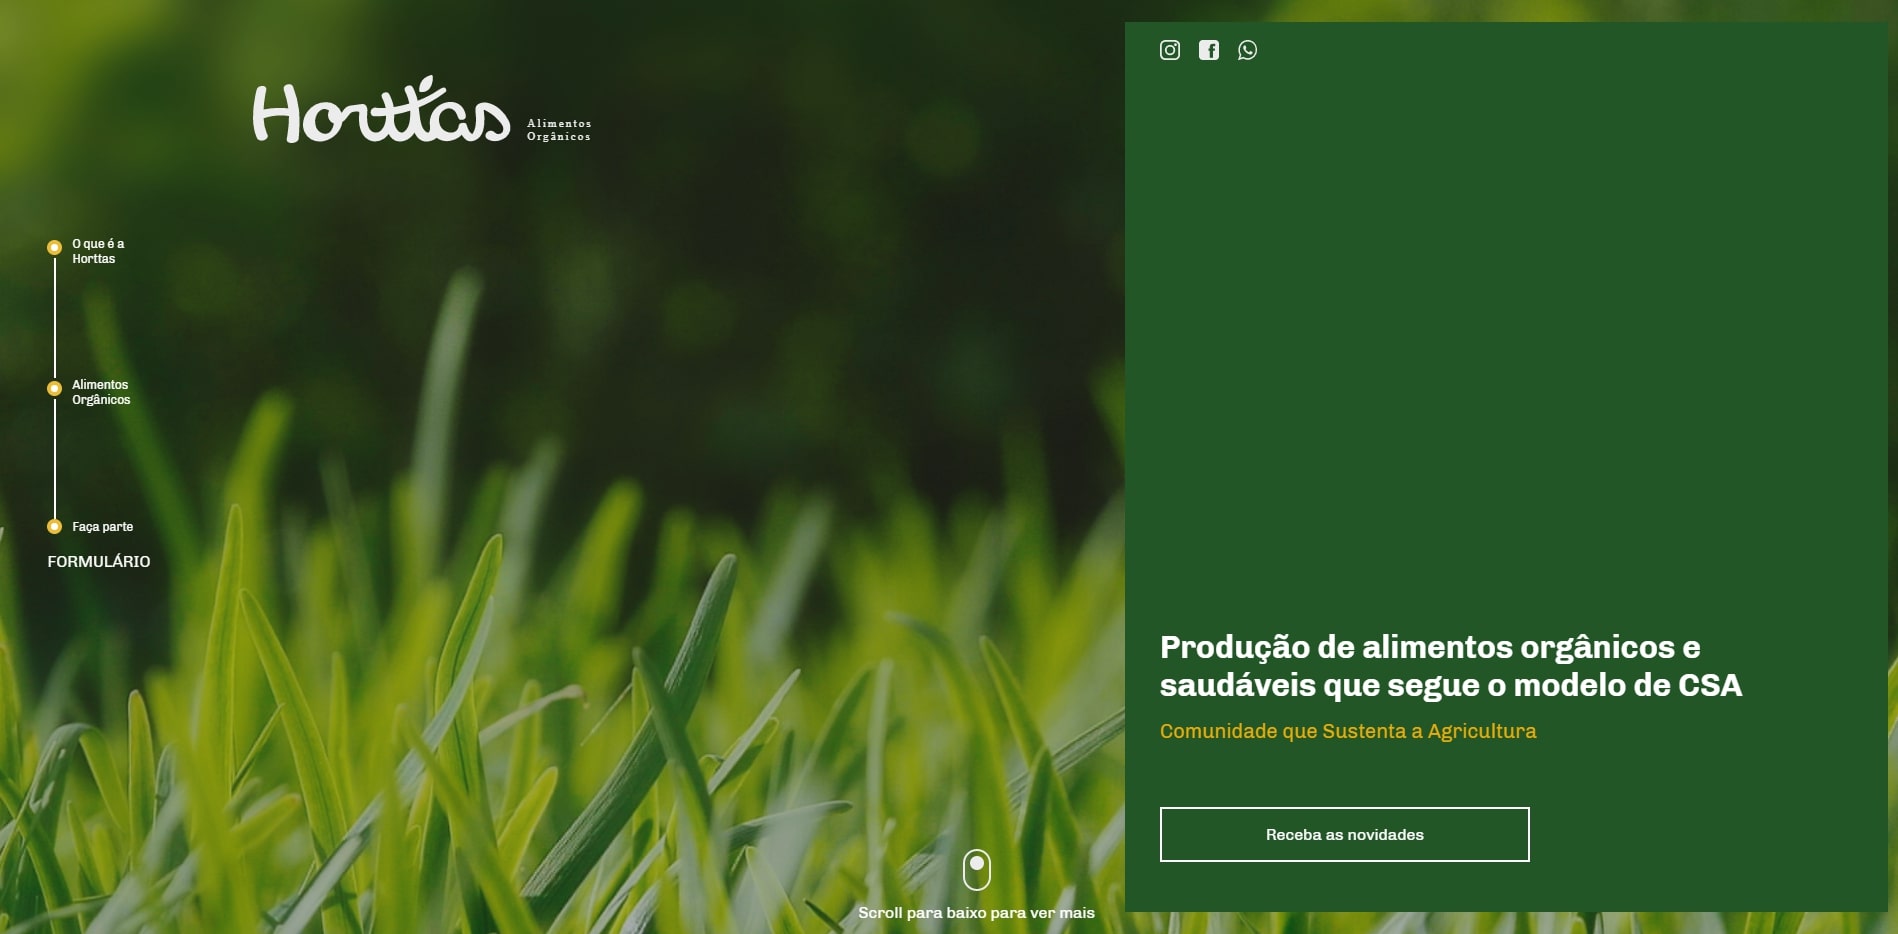 Horttas
Alimentos
Orgânicos
O que é a
Horttas
Alimentos
Orgânicos
Faça parte
FORMULÁRIO
Produção de alimentos orgânicos e
saudáveis que segue o modelo de CSA
Comunidade que Sustenta a Agricultura
Receba as novidades
Scroll para baixo para ver mais